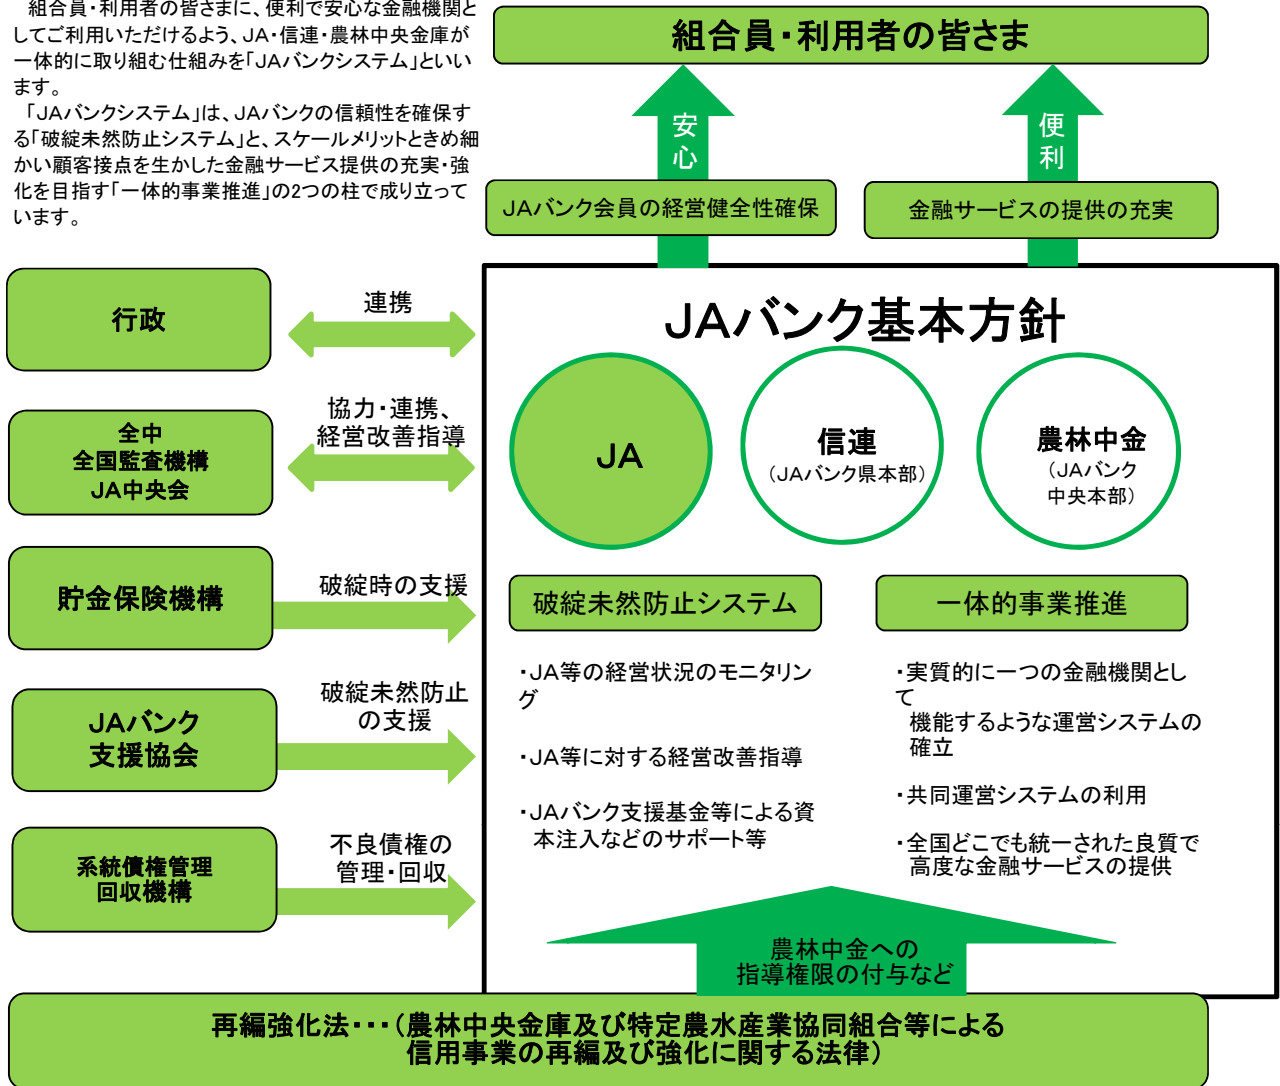 組合員・利用者の皆さまに、便利で安心な金融機関と
してご利用いただけるよう、JA・信連・農林中央金庫が
一体的に取り組む仕組みを「JAバンクシステム」といい
ます。
「JAバンクシステム」は、JAバンクの信頼性を確保す
る「破綻未然防止システム」と、スケールメリットときめ細
かい顧客接点を生かした金融サービス提供の充実・強
化を目指す「一体的事業推進」の2つの柱で成り立って
います。
組合員・利用者の皆さま
安心
便利
JAバンク会員の経営健全性確保
金融サービスの提供の充実
行政
連携
全中
全国監査機構
JA中央会
協力・連携、
経営改善指導
貯金保険機構
破綻時の支援
JAバンク
支援協会
破綻未然防止
の支援
系統債権管理
回収機構
不良債権の
管理・回収
JAバンク基本方針
JA
信連
（JAバンク県本部）
農林中金
（JAバンク
中央本部）
破綻未然防止システム
・JA等の経営状況のモニタリン
グ
・JA等に対する経営改善指導
・JAバンク支援基金等による資
本注入などのサポート等
一体的事業推進
・実質的に一つの金融機関とし
て
機能するような運営システムの
確立
・共同運営システムの利用
・全国どこでも統一された良質で
高度な金融サービスの提供
農林中金への
指導権限の付与など
再編強化法・・・（農林中央金庫及び特定農水産業協同組合等による
信用事業の再編及び強化に関する法律）